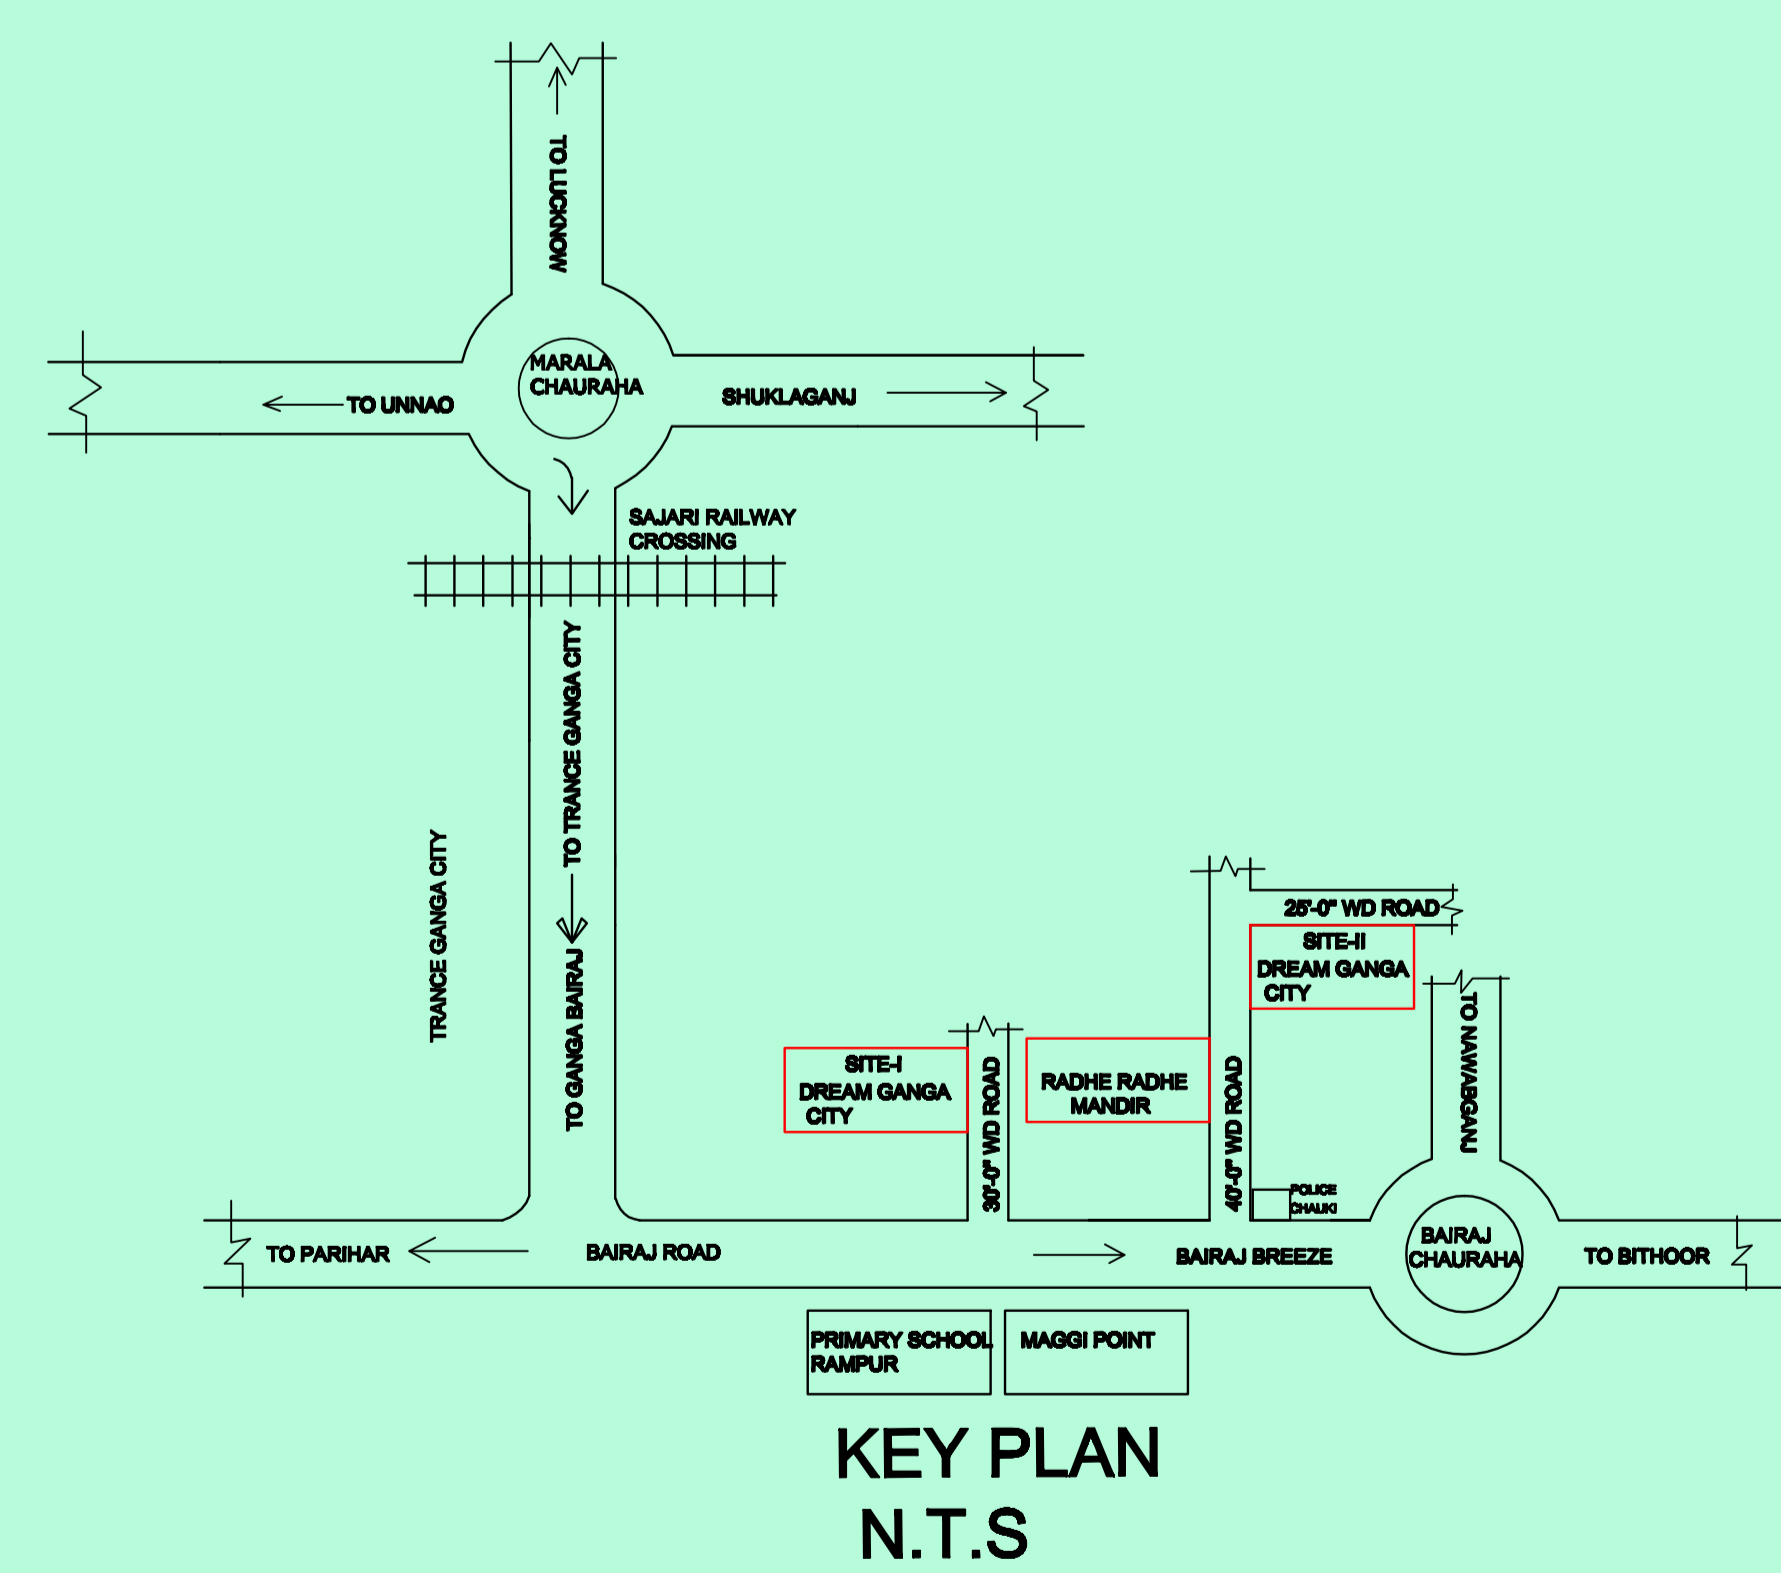 TO LUCKNOW
MARALA
CHAURAHA
TO UNNAO
SHUKLAGANJ
SAJARI RAILWAY
CROSSING
TO TRANCE GANGA CITY
TRANCE GANGA CITY
TO GANGA BAIRAJ
25'-0" WD ROAD
SITE-II
DREAM GANGA
CITY
TO NAWABGANJ
SITE-I
DREAM GANGA
CITY
30'-0" WD ROAD
RADHE RADHE
MANDIR
40'-0" WD ROAD
POLICE
CHAUKI
TO PARIHAR
BAIRAJ ROAD
BAIRAJ BREEZE
BAIRAJ
CHAURAHA
TO BITHOOR
PRIMARY SCHOOL
RAMPUR
MAGGI POINT
KEY PLAN
N.T.S